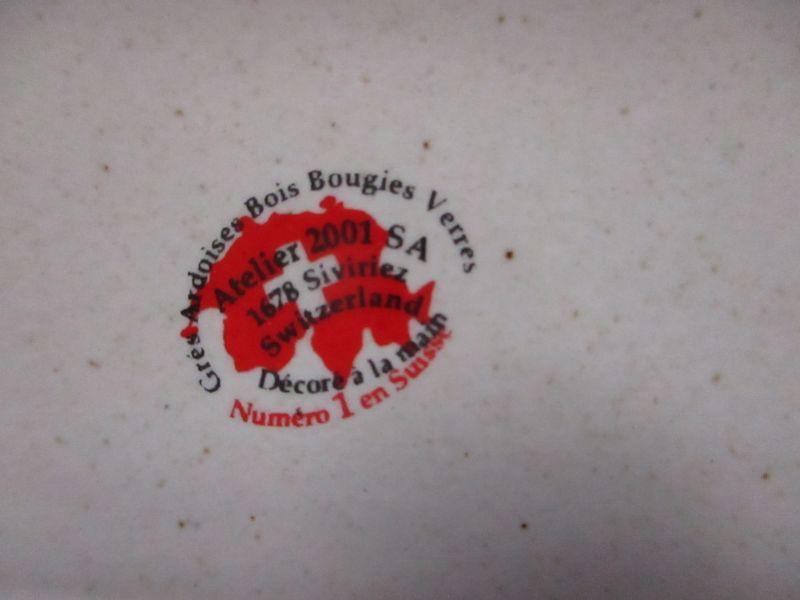 Grès Ardoises Bois Bougies Verres
Atelier 2001 SA
1678 Siviriez
Switzerland
Décoré à la main
Numéro 1 en Suisse